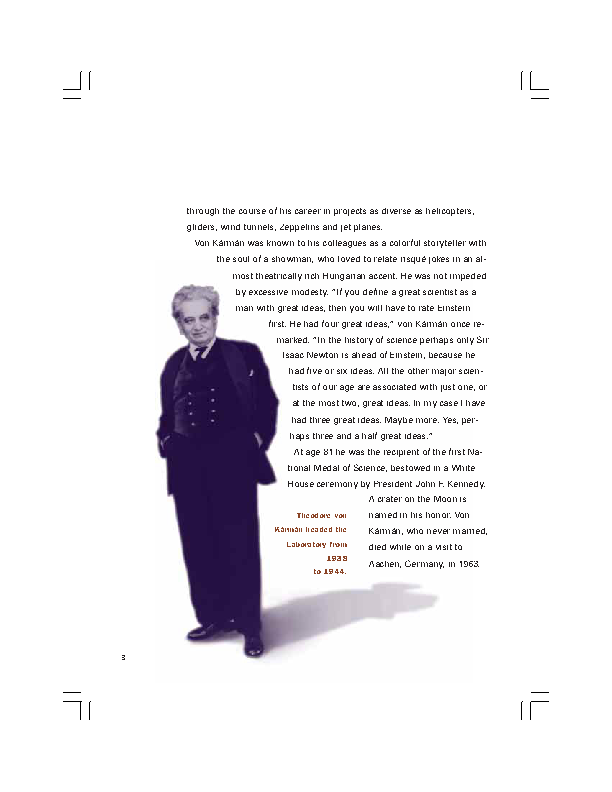 through the course of his career in projects as diverse as helicopters,
gliders, wind tunnels, Zeppelins and jet planes.
Von Kármán was known to his colleagues as a colorful storyteller with
the soul of a showman, who loved to relate risqué jokes in an al-
most theatrically rich Hungarian accent. He was not impeded
by excessive modesty. “If you define a great scientist as a
man with great ideas, then you will have to rate Einstein
first. He had four great ideas,” von Kármán once re-
marked. “In the history of science perhaps only Sir
Isaac Newton is ahead of Einstein, because he
had five or six ideas. All the other major scien-
tists of our age are associated with just one, or
at the most two, great ideas. In my case I have
had three great ideas. Maybe more. Yes, per-
haps three and a half great ideas.”
At age 81 he was the recipient of the first Na-
tional Medal of Science, bestowed in a White
House ceremony by President John F. Kennedy.
A crater on the Moon is
named in his honor. Von
Kármán, who never married,
died while on a visit to
Aachen, Germany, in 1963.
Theodore von
Kármán headed the
Laboratory from
1938
to 1944.
8